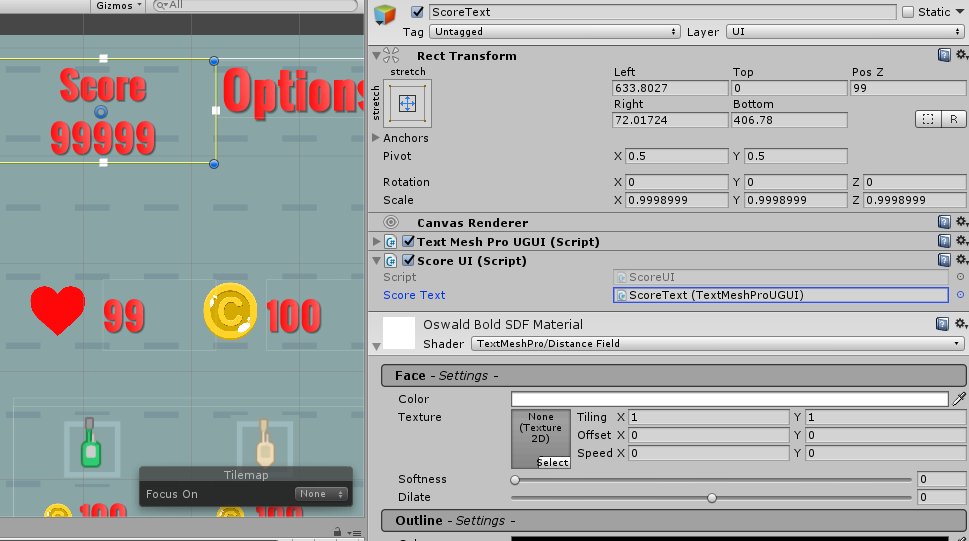 Gizmos
All
Score
99999
Options
99
100
Tilemap
Focus On None
100
100
ScoreText Static
Tag Untagged Layer UI
Rect Transform
stretch
stretch
Left Top Pos Z
633.8027 0 99
Right Bottom
72.01724 406.78
R
Anchors
Pivot X 0.5 Y 0.5
Rotation X 0 Y 0 Z 0
Scale X 0.9998999 Y 0.9998999 Z 0.9998999
Canvas Renderer
Text Mesh Pro UGUI (Script)
Score UI (Script)
Script ScoreUI
Score Text ScoreText (TextMeshProUGUI)
Oswald Bold SDF Material
Shader TextMeshPro/Distance Field
Face - Settings -
Color
Texture None (Texture 2D) Select
Tiling X 1 Y 1
Offset X 0 Y 0
Speed X 0 Y 0
Softness 0
Dilate 0
Outline - Settings -